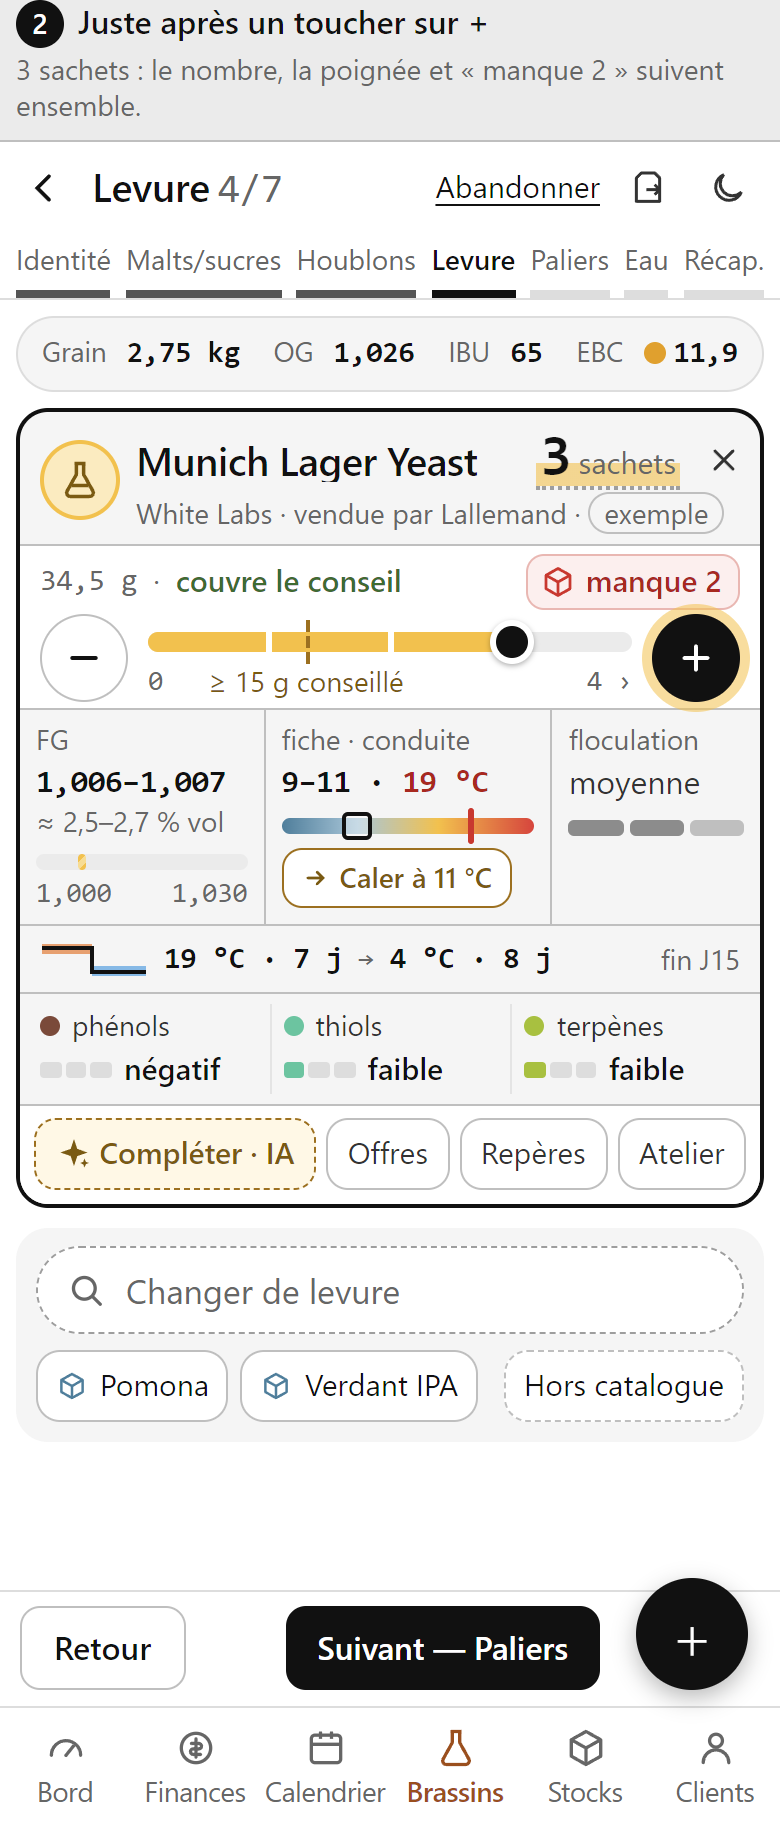 2 Juste après un toucher sur +
3 sachets : le nombre, la poignée et « manque 2 » suivent
ensemble.
Levure 4/7 Abandonner
Identité Malts/sucres Houblons Levure Paliers Eau Récap.
Grain 2,75 kg OG 1,026 IBU 65 EBC 11,9
Munich Lager Yeast 3 sachets
White Labs · vendue par Lallemand · exemple
34,5 g · couvre le conseil manque 2
0 ≥ 15 g conseillé 4 ›
FG fiche · conduite floculation
1,006–1,007 9–11 · 19 °C moyenne
≈ 2,5–2,7 % vol
1,000 1,030 → Caler à 11 °C
19 °C · 7 j → 4 °C · 8 j fin J15
phénols thiols terpènes
négatif faible faible
Compléter · IA Offres Repères Atelier
Changer de levure
Pomona Verdant IPA Hors catalogue
Retour Suivant — Paliers +
Bord Finances Calendrier Brassins Stocks Clients